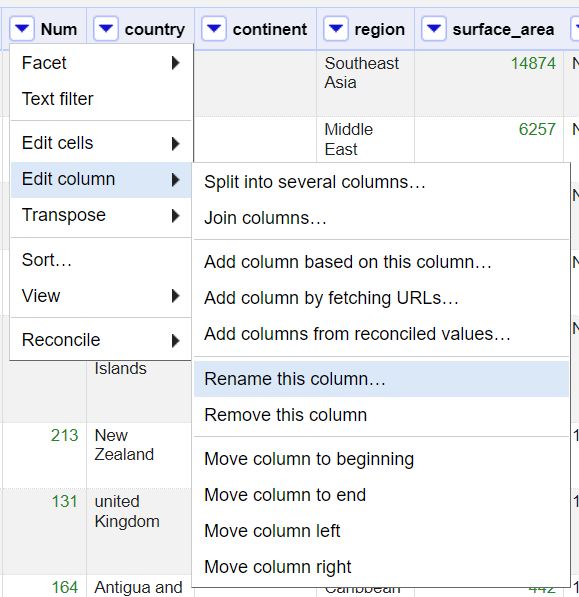 Num country continent region surface_area
Facet
Text filter
Edit cells
Edit column
Transpose
Sort…
View
Reconcile
Southeast
Asia
14874
Middle
East
6257
Split into several columns…
Join columns…
Add column based on this column…
Add column by fetching URLs…
Add columns from reconciled values…
Rename this column…
Remove this column
Move column to beginning
Move column to end
Move column left
Move column right
Islands
213 New
Zealand
131 united
Kingdom
164 Antigua and
Caribbean 442